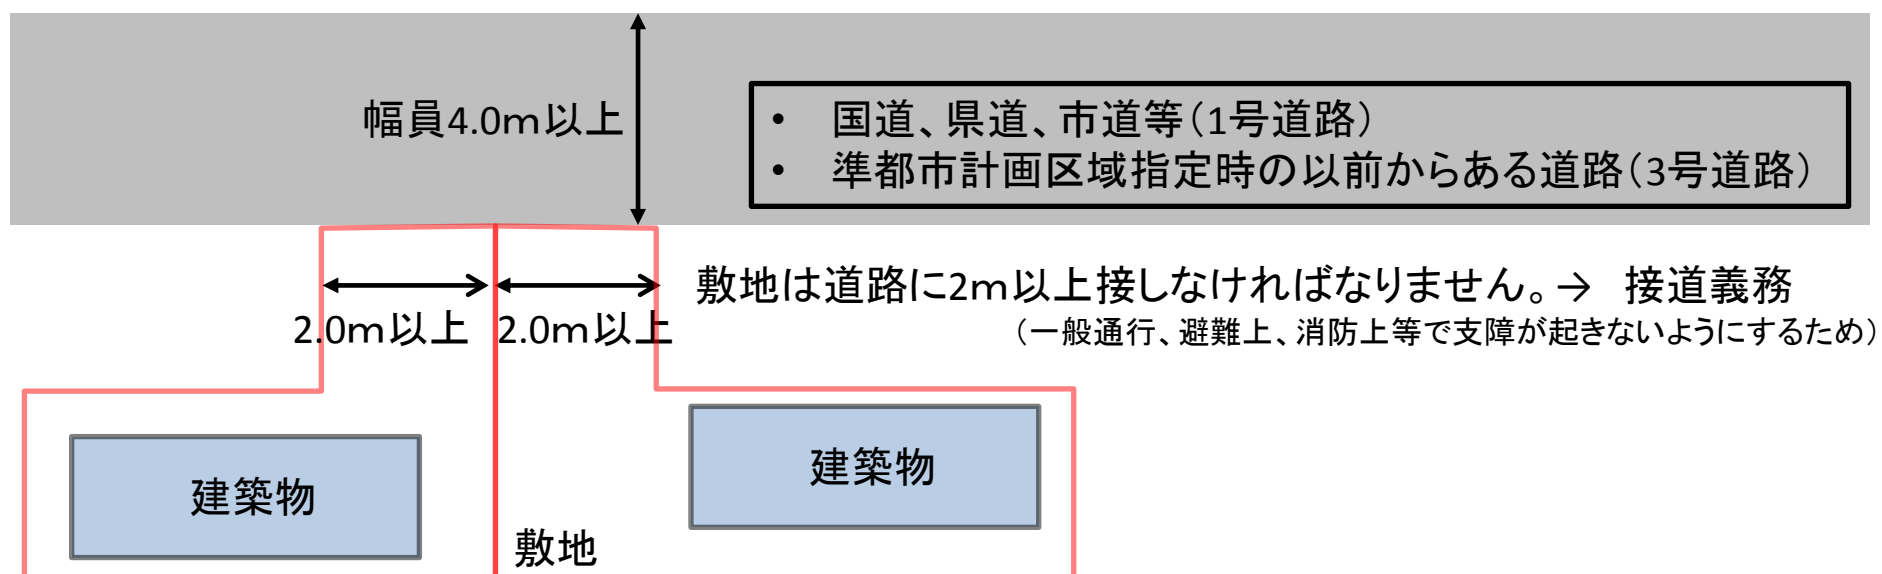 幅員4.0ｍ以上
• 国道、県道、市道等（1号道路）
• 準都市計画区域指定時の以前からある道路（3号道路）
敷地は道路に2ｍ以上接しなければなりません。→ 接道義務
（一般通行、避難上、消防上等で支障が起きないようにするため）
2.0ｍ以上
2.0ｍ以上
建築物
建築物
敷地